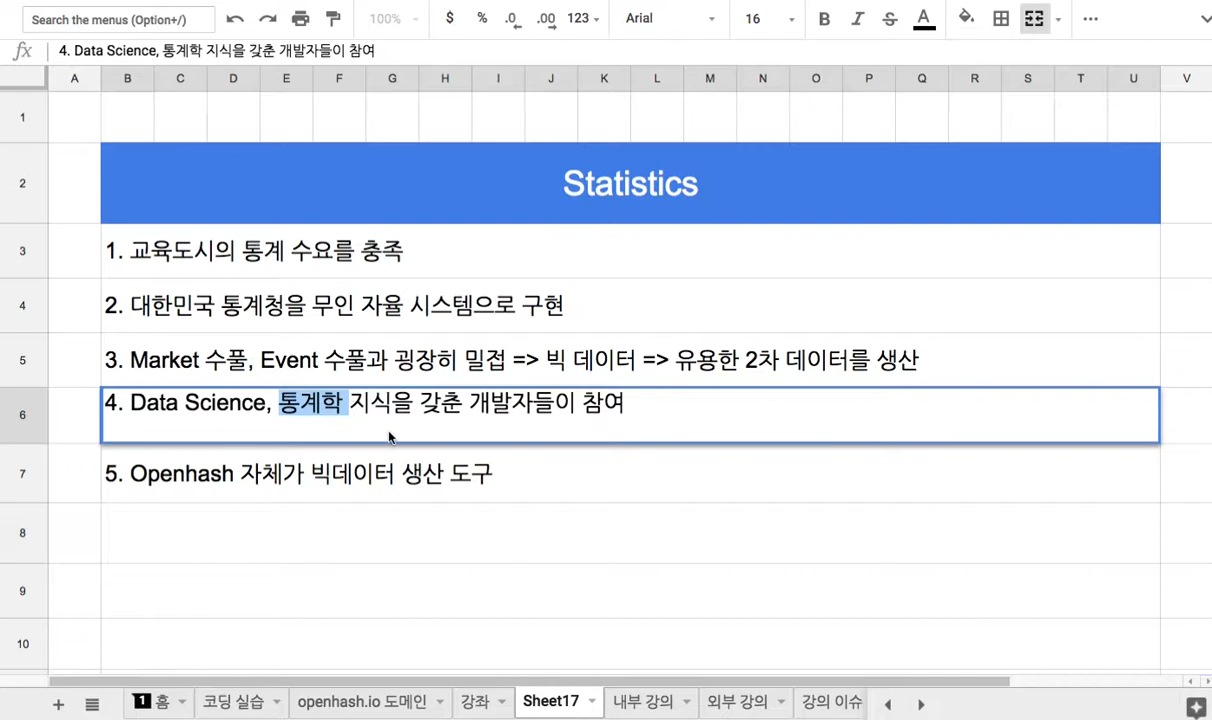 Search the menus (Option+/) 100% $ % .0 .00 123 Arial 16 B I S A
fx 4. Data Science, 통계학 지식을 갖춘 개발자들이 참여
A B C D E F G H I J K L M N O P Q R S T U V
1
2 Statistics
3 1. 교육도시의 통계 수요를 충족
4 2. 대한민국 통계청을 무인 자율 시스템으로 구현
5 3. Market 수풀, Event 수풀과 굉장히 밀접 => 빅 데이터 => 유용한 2차 데이터를 생산
6 4. Data Science, 통계학 지식을 갖춘 개발자들이 참여
7 5. Openhash 자체가 빅데이터 생산 도구
8
9
10
1 홈 코딩 실습 openhash.io 도메인 강좌 Sheet17 내부 강의 외부 강의 강의 이슈